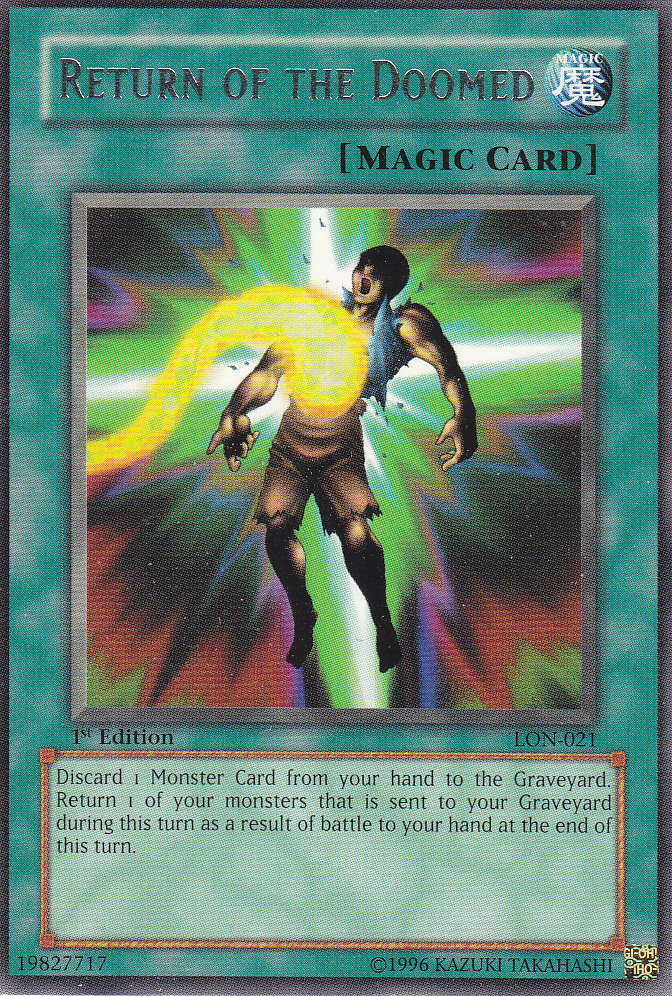 RETURN OF THE DOOMED
MAGIC
魔
[MAGIC CARD]
1st Edition
LON-021
Discard 1 Monster Card from your hand to the Graveyard.
Return 1 of your monsters that is sent to your Graveyard
during this turn as a result of battle to your hand at the end of
this turn.
19827717
©1996 KAZUKI TAKAHASHI